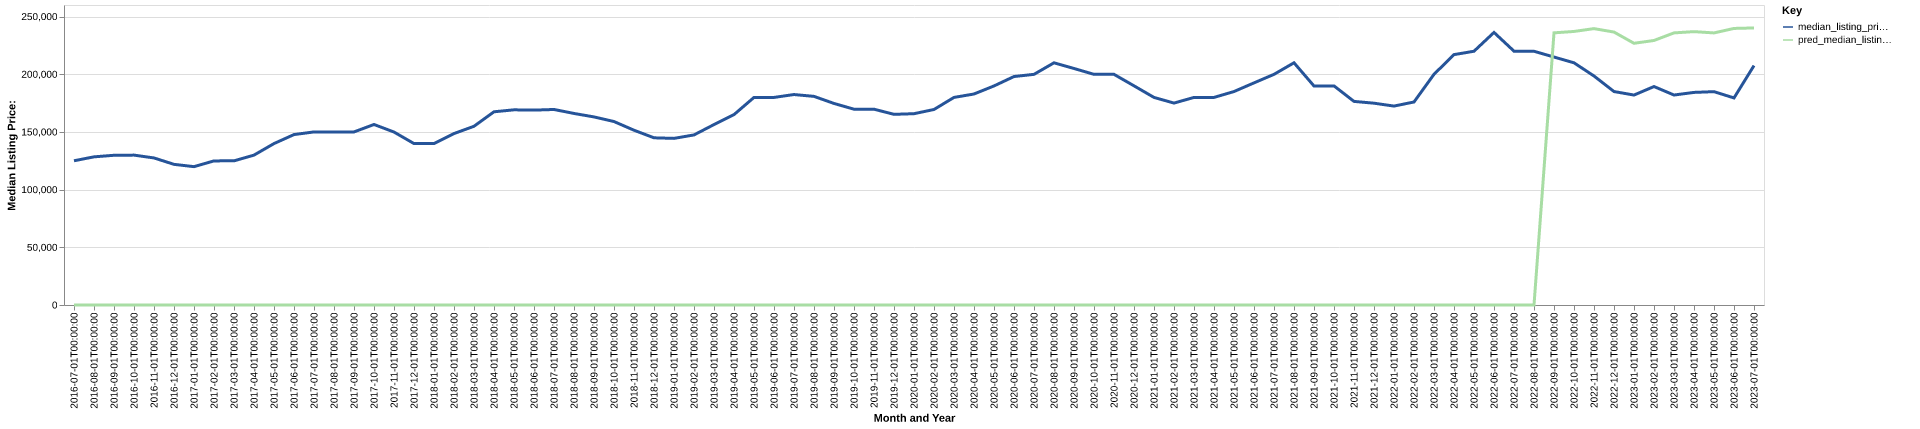 Key
median_listing_pri…
pred_median_listin…
Median Listing Price:
250,000
200,000
150,000
100,000
50,000
0
2016-07-01T00:00:00
2016-08-01T00:00:00
2016-09-01T00:00:00
2016-10-01T00:00:00
2016-11-01T00:00:00
2016-12-01T00:00:00
2017-01-01T00:00:00
2017-02-01T00:00:00
2017-03-01T00:00:00
2017-04-01T00:00:00
2017-05-01T00:00:00
2017-06-01T00:00:00
2017-07-01T00:00:00
2017-08-01T00:00:00
2017-09-01T00:00:00
2017-10-01T00:00:00
2017-11-01T00:00:00
2017-12-01T00:00:00
2018-01-01T00:00:00
2018-02-01T00:00:00
2018-03-01T00:00:00
2018-04-01T00:00:00
2018-05-01T00:00:00
2018-06-01T00:00:00
2018-07-01T00:00:00
2018-08-01T00:00:00
2018-09-01T00:00:00
2018-10-01T00:00:00
2018-11-01T00:00:00
2018-12-01T00:00:00
2019-01-01T00:00:00
2019-02-01T00:00:00
2019-03-01T00:00:00
2019-04-01T00:00:00
2019-05-01T00:00:00
2019-06-01T00:00:00
2019-07-01T00:00:00
2019-08-01T00:00:00
2019-09-01T00:00:00
2019-10-01T00:00:00
2019-11-01T00:00:00
2019-12-01T00:00:00
2020-01-01T00:00:00
2020-02-01T00:00:00
2020-03-01T00:00:00
2020-04-01T00:00:00
2020-05-01T00:00:00
2020-06-01T00:00:00
2020-07-01T00:00:00
2020-08-01T00:00:00
2020-09-01T00:00:00
2020-10-01T00:00:00
2020-11-01T00:00:00
2020-12-01T00:00:00
2021-01-01T00:00:00
2021-02-01T00:00:00
2021-03-01T00:00:00
2021-04-01T00:00:00
2021-05-01T00:00:00
2021-06-01T00:00:00
2021-07-01T00:00:00
2021-08-01T00:00:00
2021-09-01T00:00:00
2021-10-01T00:00:00
2021-11-01T00:00:00
2021-12-01T00:00:00
2022-01-01T00:00:00
2022-02-01T00:00:00
2022-03-01T00:00:00
2022-04-01T00:00:00
2022-05-01T00:00:00
2022-06-01T00:00:00
2022-07-01T00:00:00
2022-08-01T00:00:00
2022-09-01T00:00:00
2022-10-01T00:00:00
2022-11-01T00:00:00
2022-12-01T00:00:00
2023-01-01T00:00:00
2023-02-01T00:00:00
2023-03-01T00:00:00
2023-04-01T00:00:00
2023-05-01T00:00:00
2023-06-01T00:00:00
2023-07-01T00:00:00
Month and Year